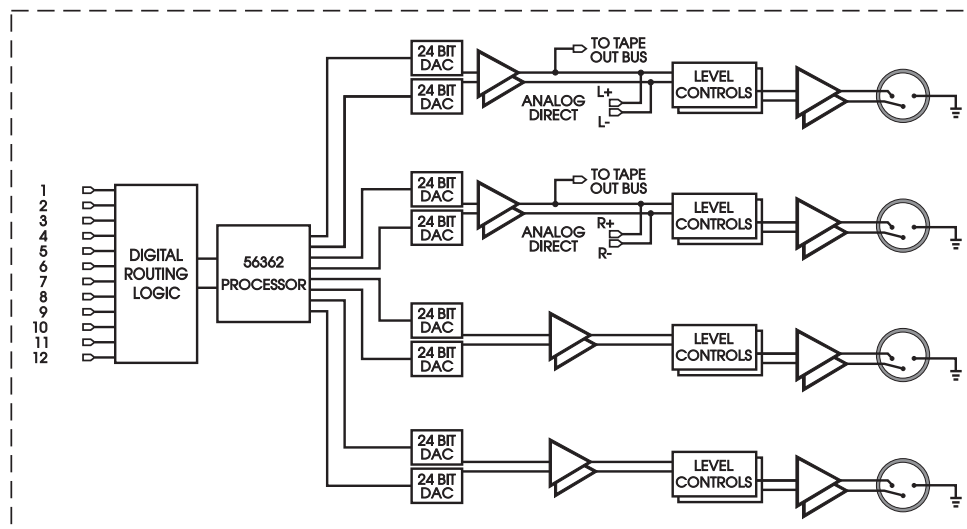 24 BIT
DAC
24 BIT
DAC
TO TAPE
OUT BUS
ANALOG
DIRECT
L+
L-
LEVEL
CONTROLS
24 BIT
DAC
24 BIT
DAC
TO TAPE
OUT BUS
ANALOG
DIRECT
R+
R-
LEVEL
CONTROLS
1
2
3
4
5
6
7
8
9
10
11
12
DIGITAL
ROUTING
LOGIC
56362
PROCESSOR
24 BIT
DAC
24 BIT
DAC
LEVEL
CONTROLS
24 BIT
DAC
24 BIT
DAC
LEVEL
CONTROLS